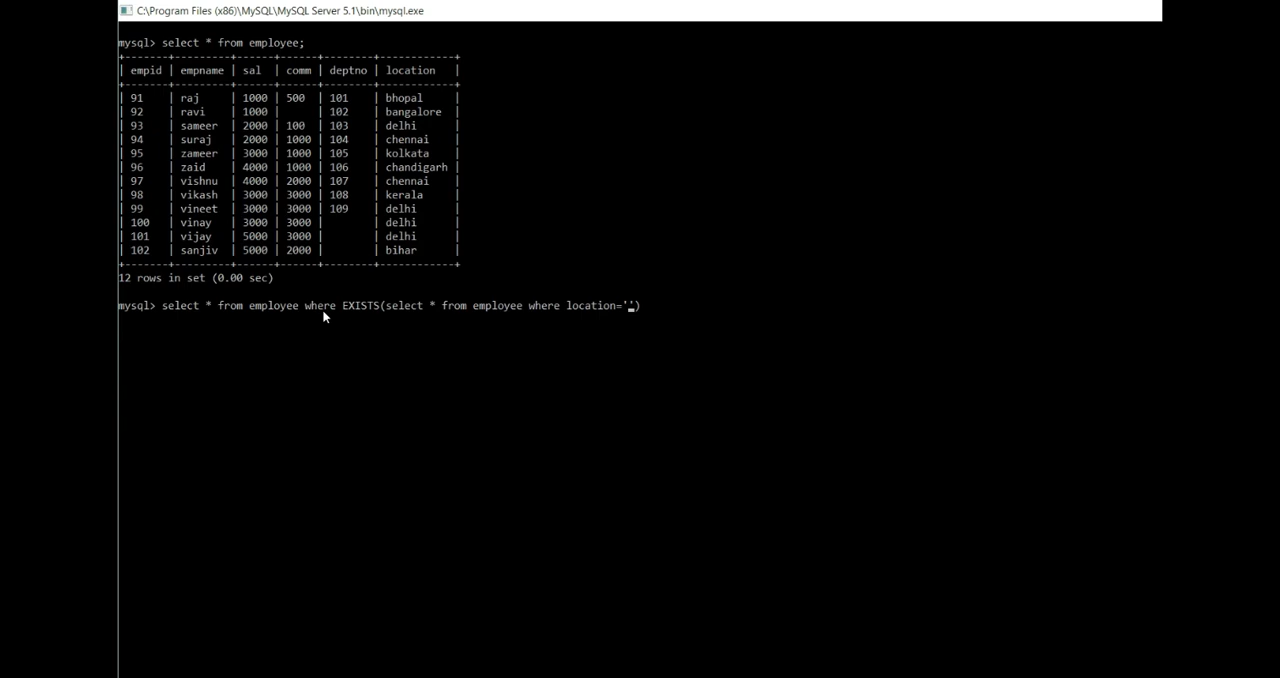 C:\Program Files (x86)\MySQL\MySQL Server 5.1\bin\mysql.exe
mysql> select * from employee;
+-------+---------+------+------+--------+------------+
| empid | empname | sal  | comm | deptno | location   |
+-------+---------+------+------+--------+------------+
| 91    | raj     | 1000 | 500  | 101    | bhopal     |
| 92    | ravi    | 1000 |      | 102    | bangalore  |
| 93    | sameer  | 2000 | 100  | 103    | delhi      |
| 94    | suraj   | 2000 | 1000 | 104    | chennai    |
| 95    | zameer  | 3000 | 1000 | 105    | kolkata    |
| 96    | zaid    | 4000 | 1000 | 106    | chandigarh |
| 97    | vishnu  | 4000 | 2000 | 107    | chennai    |
| 98    | vikash  | 3000 | 3000 | 108    | kerala     |
| 99    | vineet  | 3000 | 3000 | 109    | delhi      |
| 100   | vinay   | 3000 | 3000 |        | delhi      |
| 101   | vijay   | 5000 | 3000 |        | delhi      |
| 102   | sanjiv  | 5000 | 2000 |        | bihar      |
+-------+---------+------+------+--------+------------+
12 rows in set (0.00 sec)
mysql> select * from employee where EXISTS(select * from employee where location='')